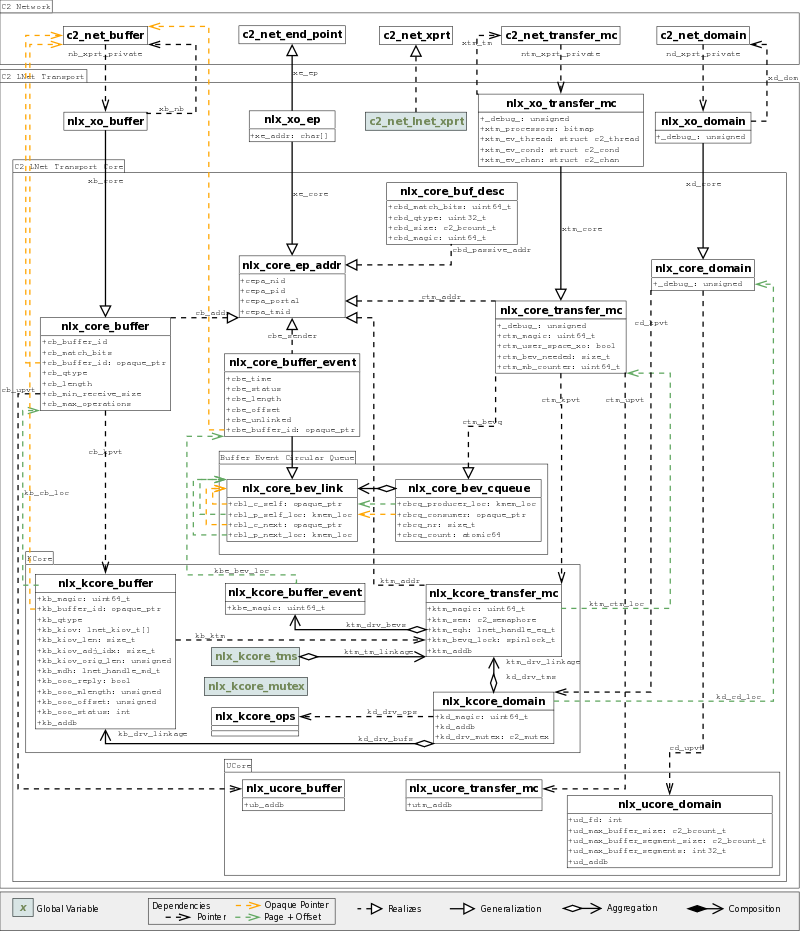 C2 Network
c2_net_buffer
nb_xprt_private
c2_net_end_point
xe_ep
c2_net_xprt
xtm_tm
c2_net_transfer_mc
ntm_xprt_private
c2_net_domain
nd_xprt_private
xd_dom
C2 LNet Transport
nlx_xo_buffer
xb_nb
nlx_xo_ep
+xe_addr: char[]
c2_net_lnet_xprt
nlx_xo_transfer_mc
+_debug_: unsigned
+xtm_processors: bitmap
+xtm_ev_thread: struct c2_thread
+xtm_ev_cond: struct c2_cond
+xtm_ev_chan: struct c2_chan
nlx_xo_domain
+_debug_: unsigned
C2 LNet Transport Core
xb_core
xe_core
xtm_core
xd_core
nlx_core_buf_desc
+cbd_match_bits: uint64_t
+cbd_qtype: uint32_t
+cbd_size: c2_bcount_t
+cbd_magic: uint64_t
cbd_passive_addr
nlx_core_ep_addr
+cepa_nid
+cepa_pid
+cepa_portal
+cepa_tmid
nlx_core_domain
+_debug_: unsigned
ctm_addr
nlx_core_transfer_mc
+_debug_: unsigned
+ctm_magic: uint64_t
+ctm_user_space_xo: bool
+ctm_bev_needed: size_t
+ctm_mb_counter: uint64_t
cd_kpvt
cb_addr
nlx_core_buffer
+cb_buffer_id
+cb_match_bits
+cb_buffer_id: opaque_ptr
+cb_qtype
+cb_length
+cb_min_receive_size
+cb_max_operations
cb_upvt
cbe_sender
nlx_core_buffer_event
+cbe_time
+cbe_status
+cbe_length
+cbe_offset
+cbe_unlinked
+cbe_buffer_id: opaque_ptr
ctm_kpvt
ctm_upvt
ctm_bevq
cb_kpvt
kb_cb_loc
Buffer Event Circular Queue
nlx_core_bev_link
+cbl_c_self: opaque_ptr
+cbl_p_self_loc: kmem_loc
+cbl_c_next: opaque_ptr
+cbl_p_next_loc: kmem_loc
nlx_core_bev_cqueue
+cbcq_producer_loc: kmem_loc
+cbcq_consumer: opaque_ptr
+cbcq_nr: size_t
+cbcq_count: atomic64
KCore
kbe_bev_loc
ktm_addr
nlx_kcore_buffer
+kb_magic: uint64_t
+kb_buffer_id: opaque_ptr
+kb_qtype
+kb_kiov: lnet_kiov_t[]
+kb_kiov_len: size_t
+kb_kiov_adj_idx: size_t
+kb_kiov_orig_len: unsigned
+kb_mdh: lnet_handle_md_t
+kb_ooo_reply: bool
+kb_ooo_mlength: unsigned
+kb_ooo_offset: unsigned
+kb_ooo_status: int
+kb_addb
nlx_kcore_buffer_event
+kbe_magic: uint64_t
nlx_kcore_transfer_mc
+ktm_magic: uint64_t
+ktm_sem: c2_semaphore
+ktm_eqh: lnet_handle_eq_t
+ktm_bevq_lock: spinlock_t
+ktm_addb
ktm_ctm_loc
ktm_drv_bevs
kb_ktm
nlx_kcore_tms
ktm_tm_linkage
ktm_drv_linkage
kd_drv_tms
nlx_kcore_mutex
nlx_kcore_domain
+kd_magic: uint64_t
+kd_addb
+kd_drv_mutex: c2_mutex
kd_cd_loc
nlx_kcore_ops
kd_drv_ops
kb_drv_linkage
kd_drv_bufs
cd_upvt
UCore
nlx_ucore_buffer
+ub_addb
nlx_ucore_transfer_mc
+utm_addb
nlx_ucore_domain
+ud_fd: int
+ud_max_buffer_size: c2_bcount_t
+ud_max_buffer_segment_size: c2_bcount_t
+ud_max_buffer_segments: int32_t
+ud_addb
x
Global Variable
Dependencies
Opaque Pointer
Pointer
Page + Offset
Realizes
Generalization
Aggregation
Composition